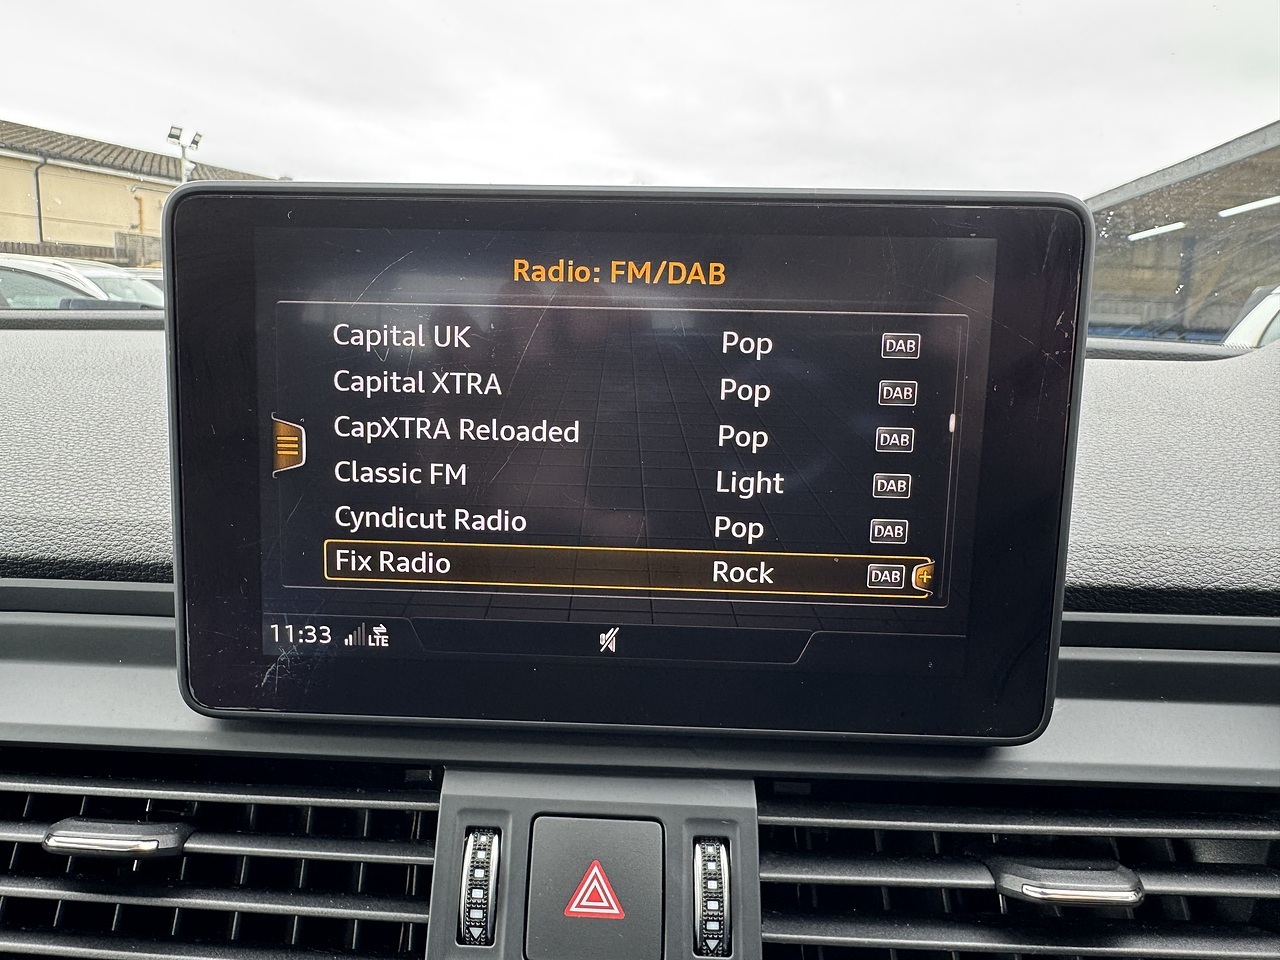 Radio: FM/DAB
Capital UK Pop DAB
Capital XTRA Pop DAB
CapXTRA Reloaded Pop DAB
Classic FM Light DAB
Cyndicut Radio Pop DAB
Fix Radio Rock DAB +
11:33 LTE